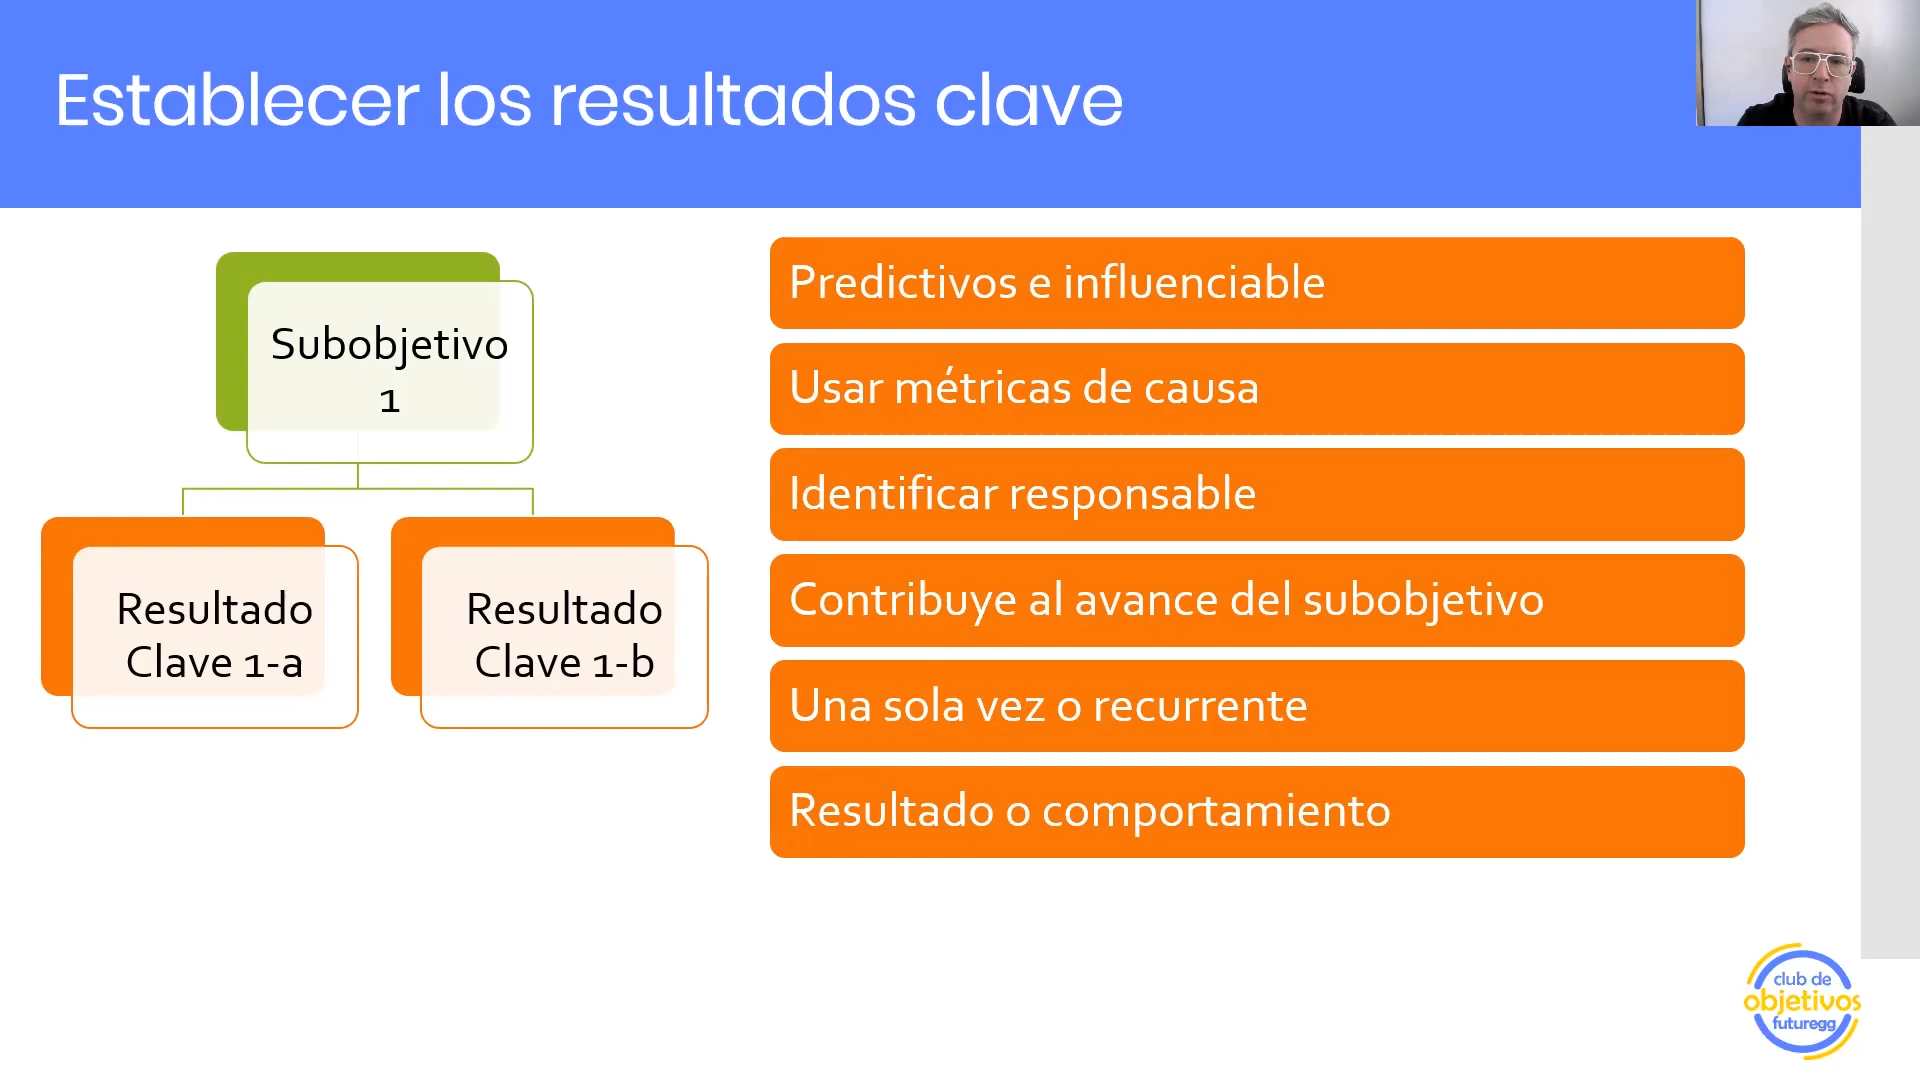 Establecer los resultados clave
Subobjetivo
1
Resultado
Clave 1-a
Resultado
Clave 1-b
Predictivos e influenciable
Usar métricas de causa
Identificar responsable
Contribuye al avance del subobjetivo
Una sola vez o recurrente
Resultado o comportamiento
club de
objetivos
futuregg